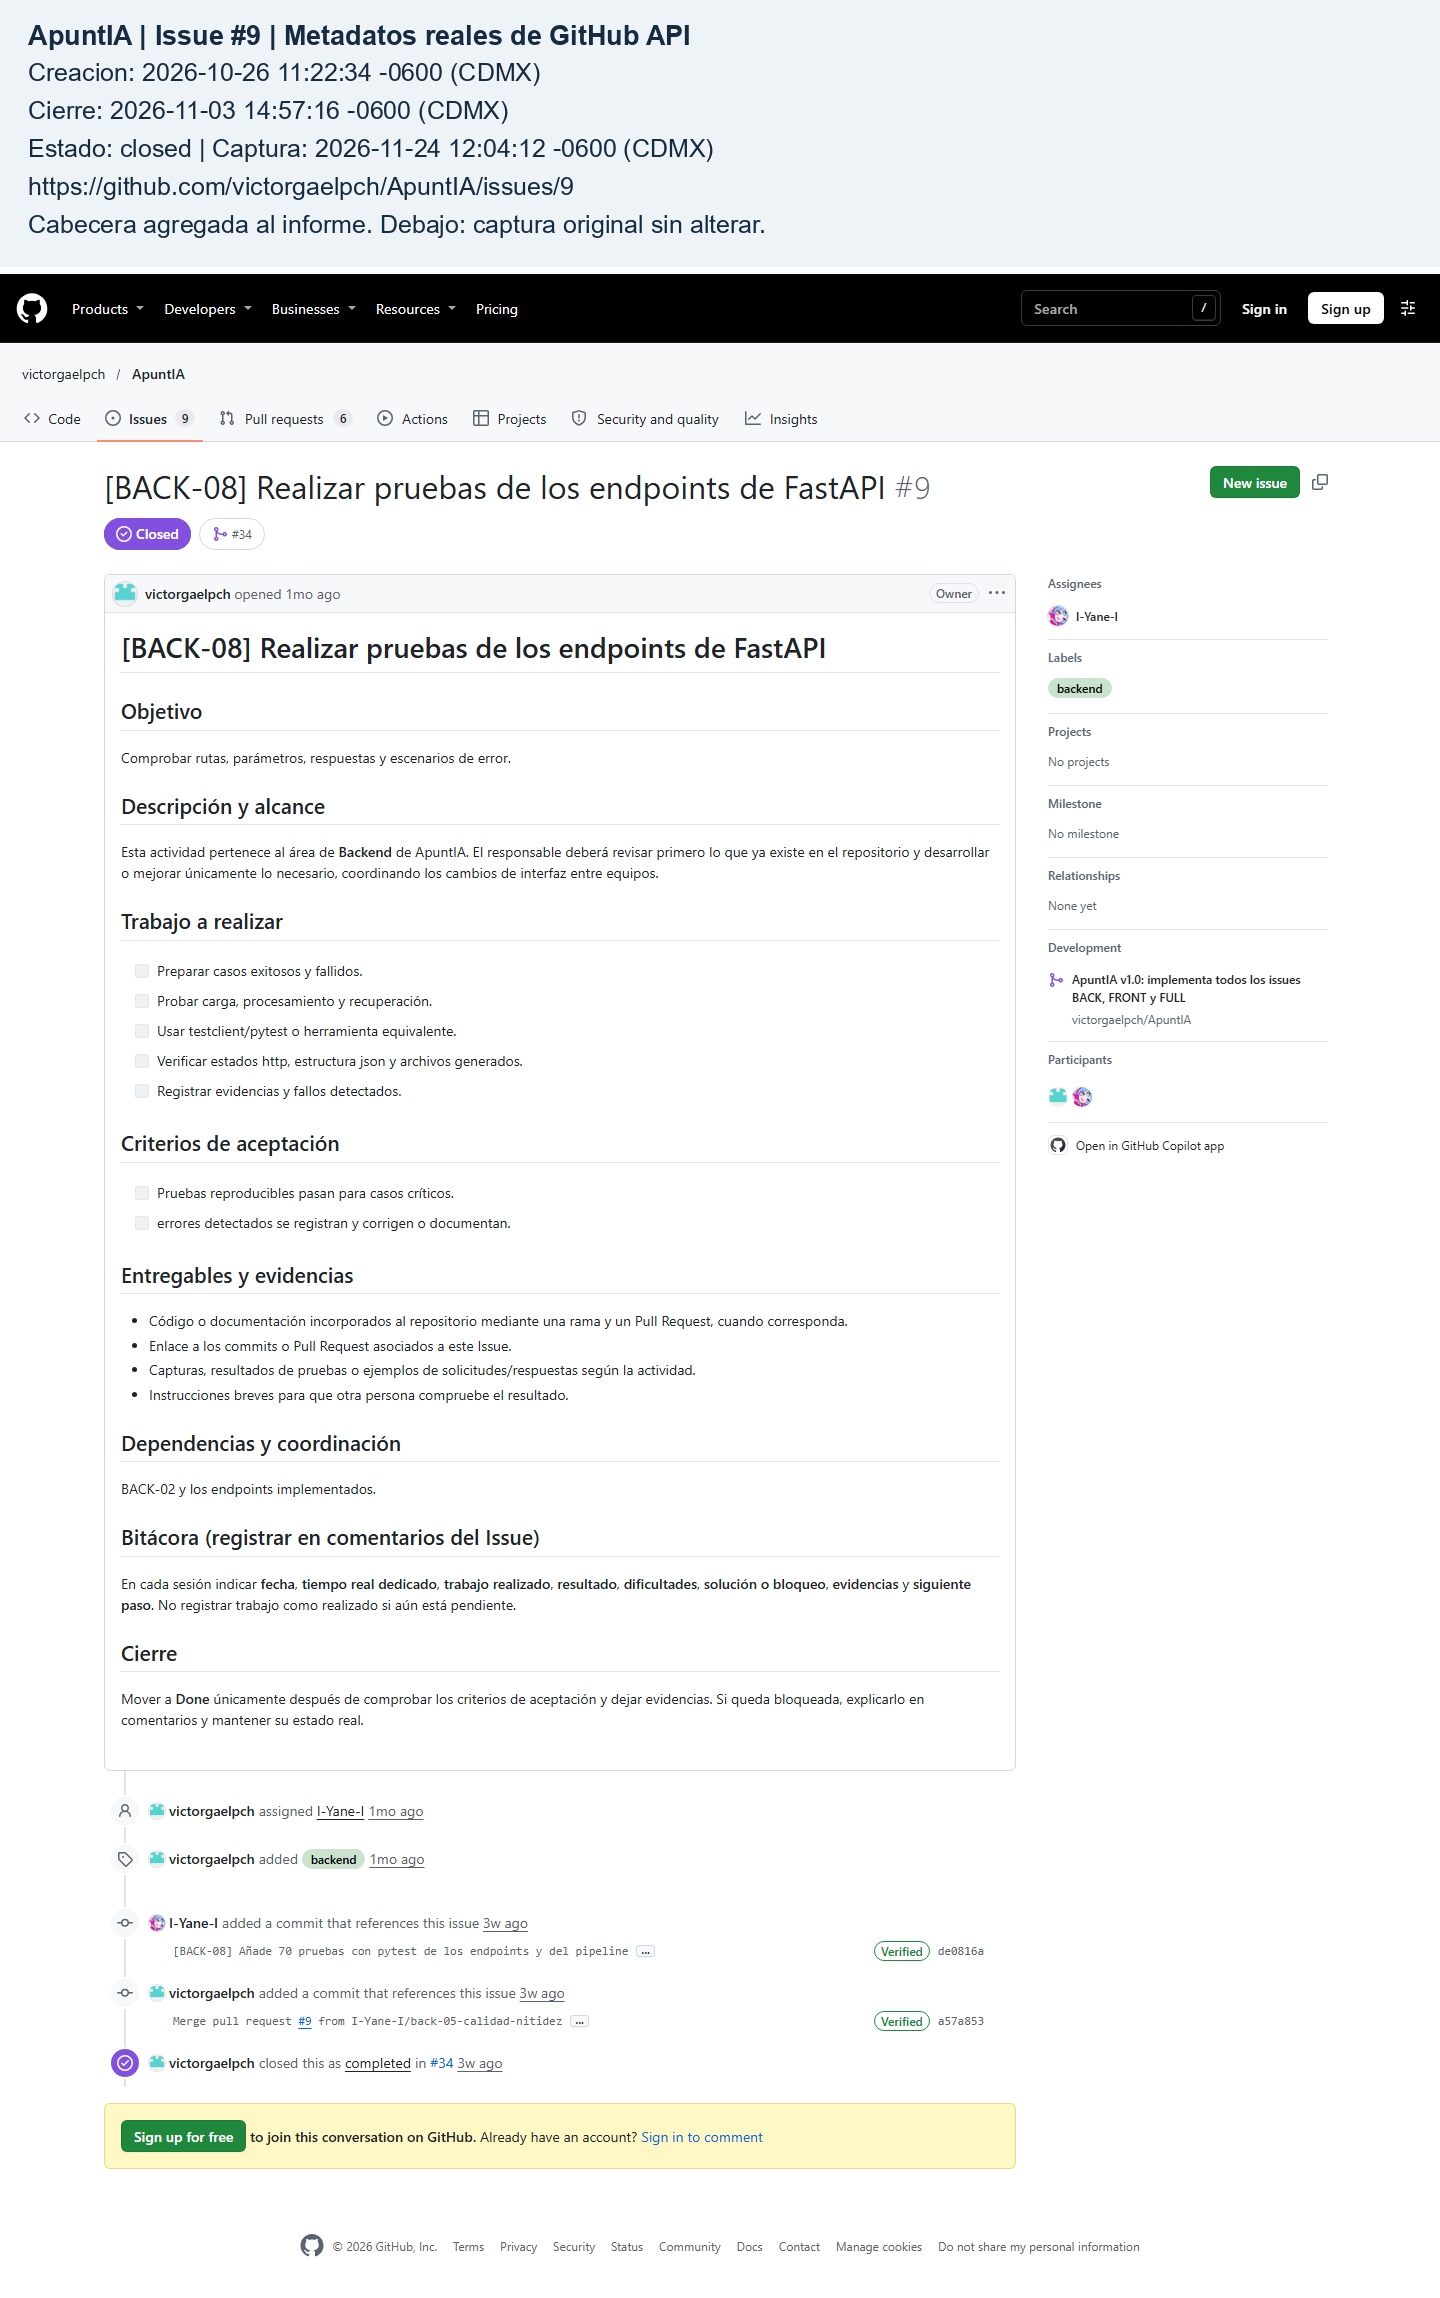 ApuntIA | Issue #9 | Metadatos reales de GitHub API
Creacion: 2026-10-26 11:22:34 -0600 (CDMX)
Cierre: 2026-11-03 14:57:16 -0600 (CDMX)
Estado: closed | Captura: 2026-11-24 12:04:12 -0600 (CDMX)
https://github.com/victorgaelpch/ApuntIA/issues/9
Cabecera agregada al informe. Debajo: captura original sin alterar.
Products Developers Businesses Resources Pricing Search / Sign in Sign up
victorgaelpch / ApuntIA
Code Issues 9 Pull requests 6 Actions Projects Security and quality Insights
[BACK-08] Realizar pruebas de los endpoints de FastAPI #9
New issue
Closed #34
victorgaelpch opened 1mo ago Owner
[BACK-08] Realizar pruebas de los endpoints de FastAPI
Objetivo
Comprobar rutas, parámetros, respuestas y escenarios de error.
Descripción y alcance
Esta actividad pertenece al área de Backend de ApuntIA. El responsable deberá revisar primero lo que ya existe en el repositorio y desarrollar
o mejorar únicamente lo necesario, coordinando los cambios de interfaz entre equipos.
Trabajo a realizar
Preparar casos exitosos y fallidos.
Probar carga, procesamiento y recuperación.
Usar testclient/pytest o herramienta equivalente.
Verificar estados http, estructura json y archivos generados.
Registrar evidencias y fallos detectados.
Criterios de aceptación
Pruebas reproducibles pasan para casos críticos.
errores detectados se registran y corrigen o documentan.
Entregables y evidencias
Código o documentación incorporados al repositorio mediante una rama y un Pull Request, cuando corresponda.
Enlace a los commits o Pull Request asociados a este Issue.
Capturas, resultados de pruebas o ejemplos de solicitudes/respuestas según la actividad.
Instrucciones breves para que otra persona compruebe el resultado.
Dependencias y coordinación
BACK-02 y los endpoints implementados.
Bitácora (registrar en comentarios del Issue)
En cada sesión indicar fecha, tiempo real dedicado, trabajo realizado, resultado, dificultades, solución o bloqueo, evidencias y siguiente
paso. No registrar trabajo como realizado si aún está pendiente.
Cierre
Mover a Done únicamente después de comprobar los criterios de aceptación y dejar evidencias. Si queda bloqueada, explicarlo en
comentarios y mantener su estado real.
Assignees
I-Yane-I
Labels
backend
Projects
No projects
Milestone
No milestone
Relationships
None yet
Development
ApuntIA v1.0: implementa todos los issues
BACK, FRONT y FULL
victorgaelpch/ApuntIA
Participants
Open in GitHub Copilot app
victorgaelpch assigned I-Yane-I 1mo ago
victorgaelpch added backend 1mo ago
I-Yane-I added a commit that references this issue 3w ago
[BACK-08] Añade 70 pruebas con pytest de los endpoints y del pipeline ... Verified de0816a
victorgaelpch added a commit that references this issue 3w ago
Merge pull request #9 from I-Yane-I/back-05-calidad-nitidez ... Verified a57a853
victorgaelpch closed this as completed in #34 3w ago
Sign up for free to join this conversation on GitHub. Already have an account? Sign in to comment
© 2026 GitHub, Inc. Terms Privacy Security Status Community Docs Contact Manage cookies Do not share my personal information